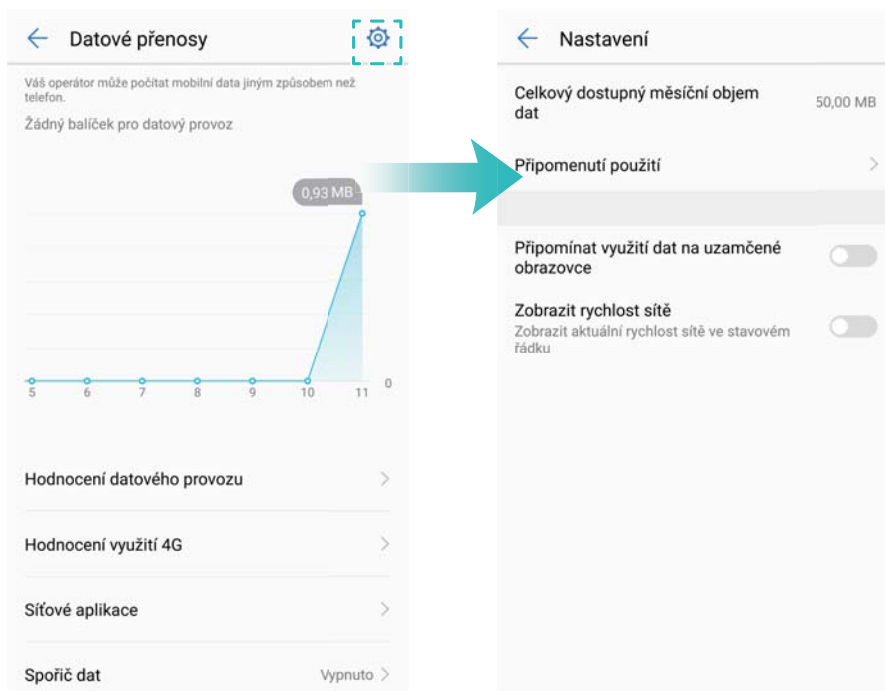 Datové přenosy
Váš operátor může počítat mobilní data jiným způsobem než
telefon.
Žádný balíček pro datový provoz
0,93 MB
0
5 6 7 8 9 10 11
Hodnocení datového provozu
Hodnocení využití 4G
Síťové aplikace
Spořič dat Vypnuto
Nastavení
Celkový dostupný měsíční objem
dat
50,00 MB
Připomenutí použití
Připomínat využití dat na uzamčené
obrazovce
Zobrazit rychlost sítě
Zobrazit aktuální rychlost sítě ve stavovém
řádku